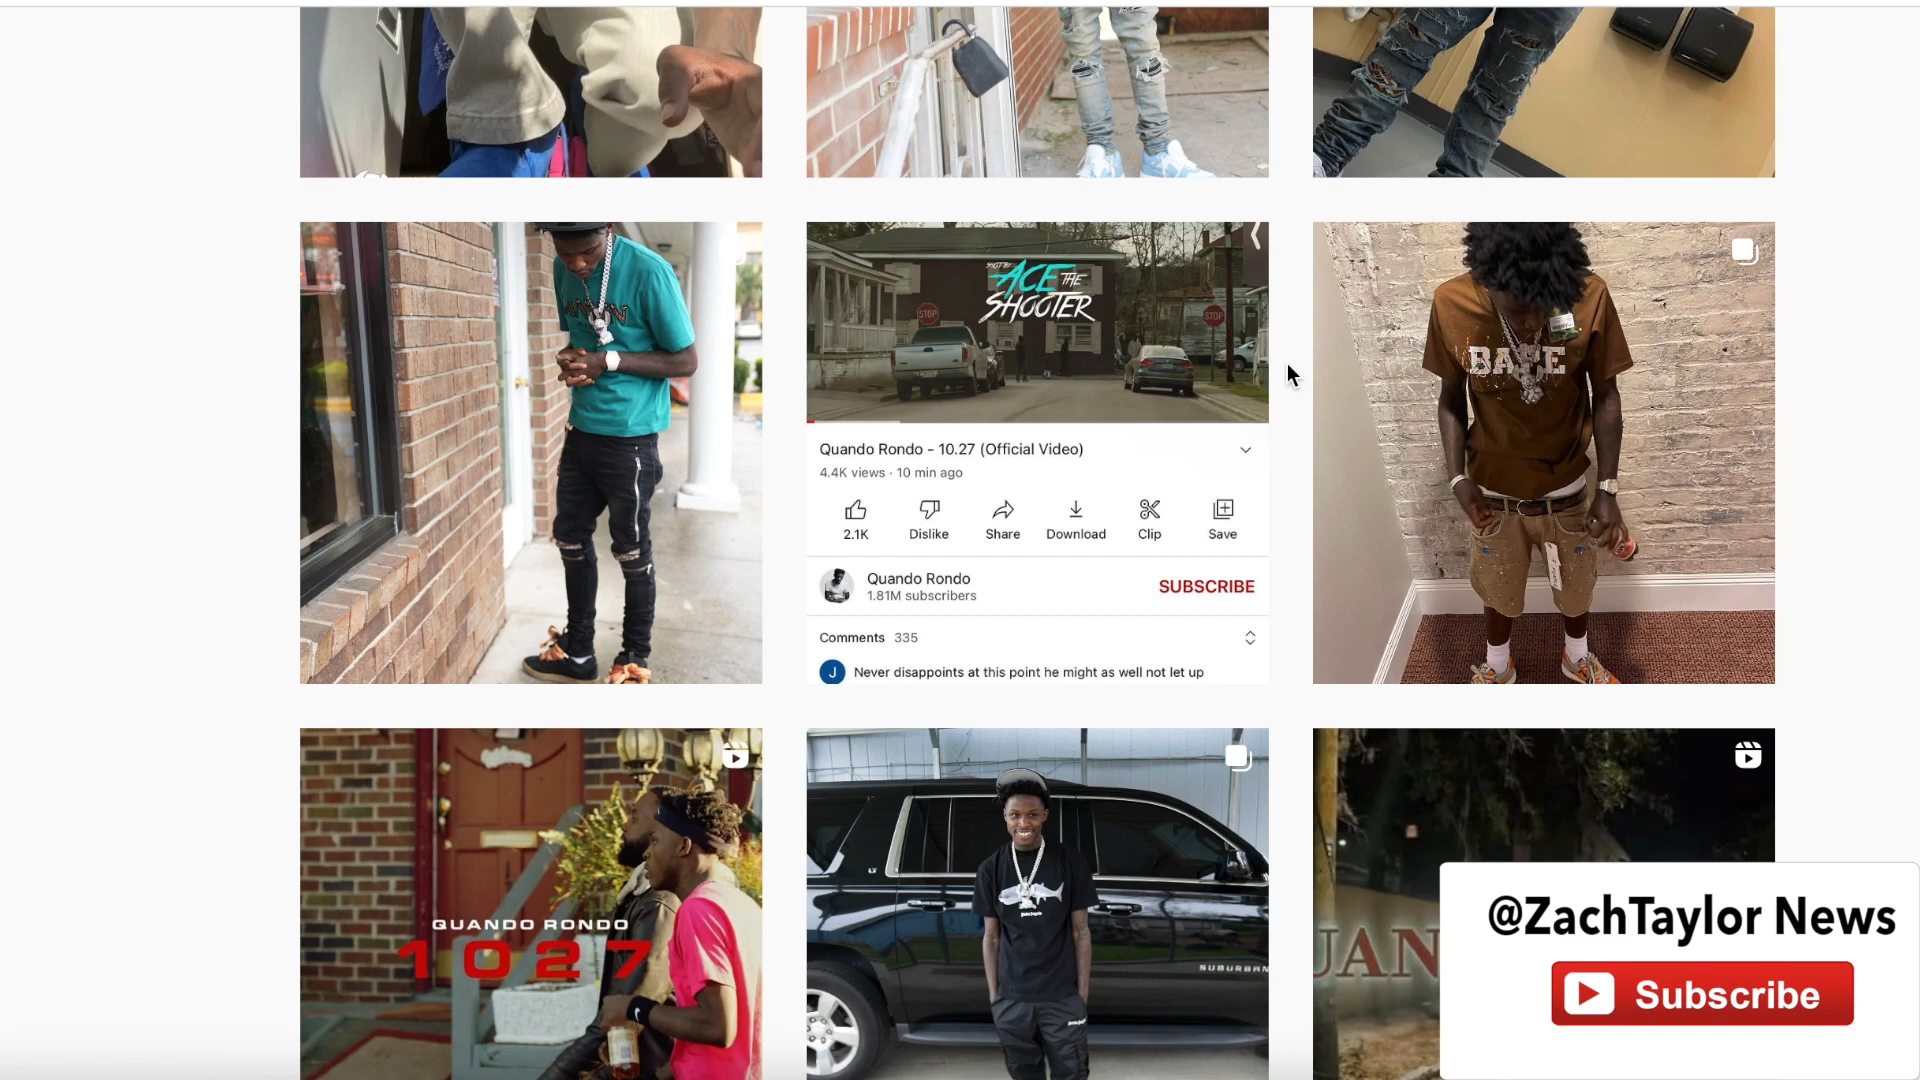 ACE THE
SHOOTER
STOP
STOP
Quando Rondo - 10.27 (Official Video)
4.4K views · 10 min ago
2.1K
Dislike
Share
Download
Clip
Save
Quando Rondo
1.81M subscribers
SUBSCRIBE
Comments 335
J
Never disappoints at this point he might as well not let up
BAPE
QUANDO RONDO
1027
LT
SUBURBAN
UAN
@ZachTaylor News
Subscribe